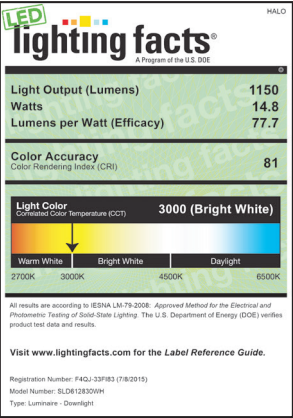 HALO
LED
lighting facts®
A Program of the U.S. DOE
Light Output (Lumens) 1150
Watts 14.8
Lumens per Watt (Efficacy) 77.7
Color Accuracy 81
Color Rendering Index (CRI)
Light Color 3000 (Bright White)
Correlated Color Temperature (CCT)
Warm White Bright White Daylight
2700K 3000K 4500K 6500K
All results are according to IESNA LM-79-2008: Approved Method for the Electrical and
Photometric Testing of Solid-State Lighting. The U.S. Department of Energy (DOE) verifies
product test data and results.
Visit www.lightingfacts.com for the Label Reference Guide.
Registration Number: F4QJ-33FI83 (7/8/2015)
Model Number: SLD612830WH
Type: Luminaire - Downlight